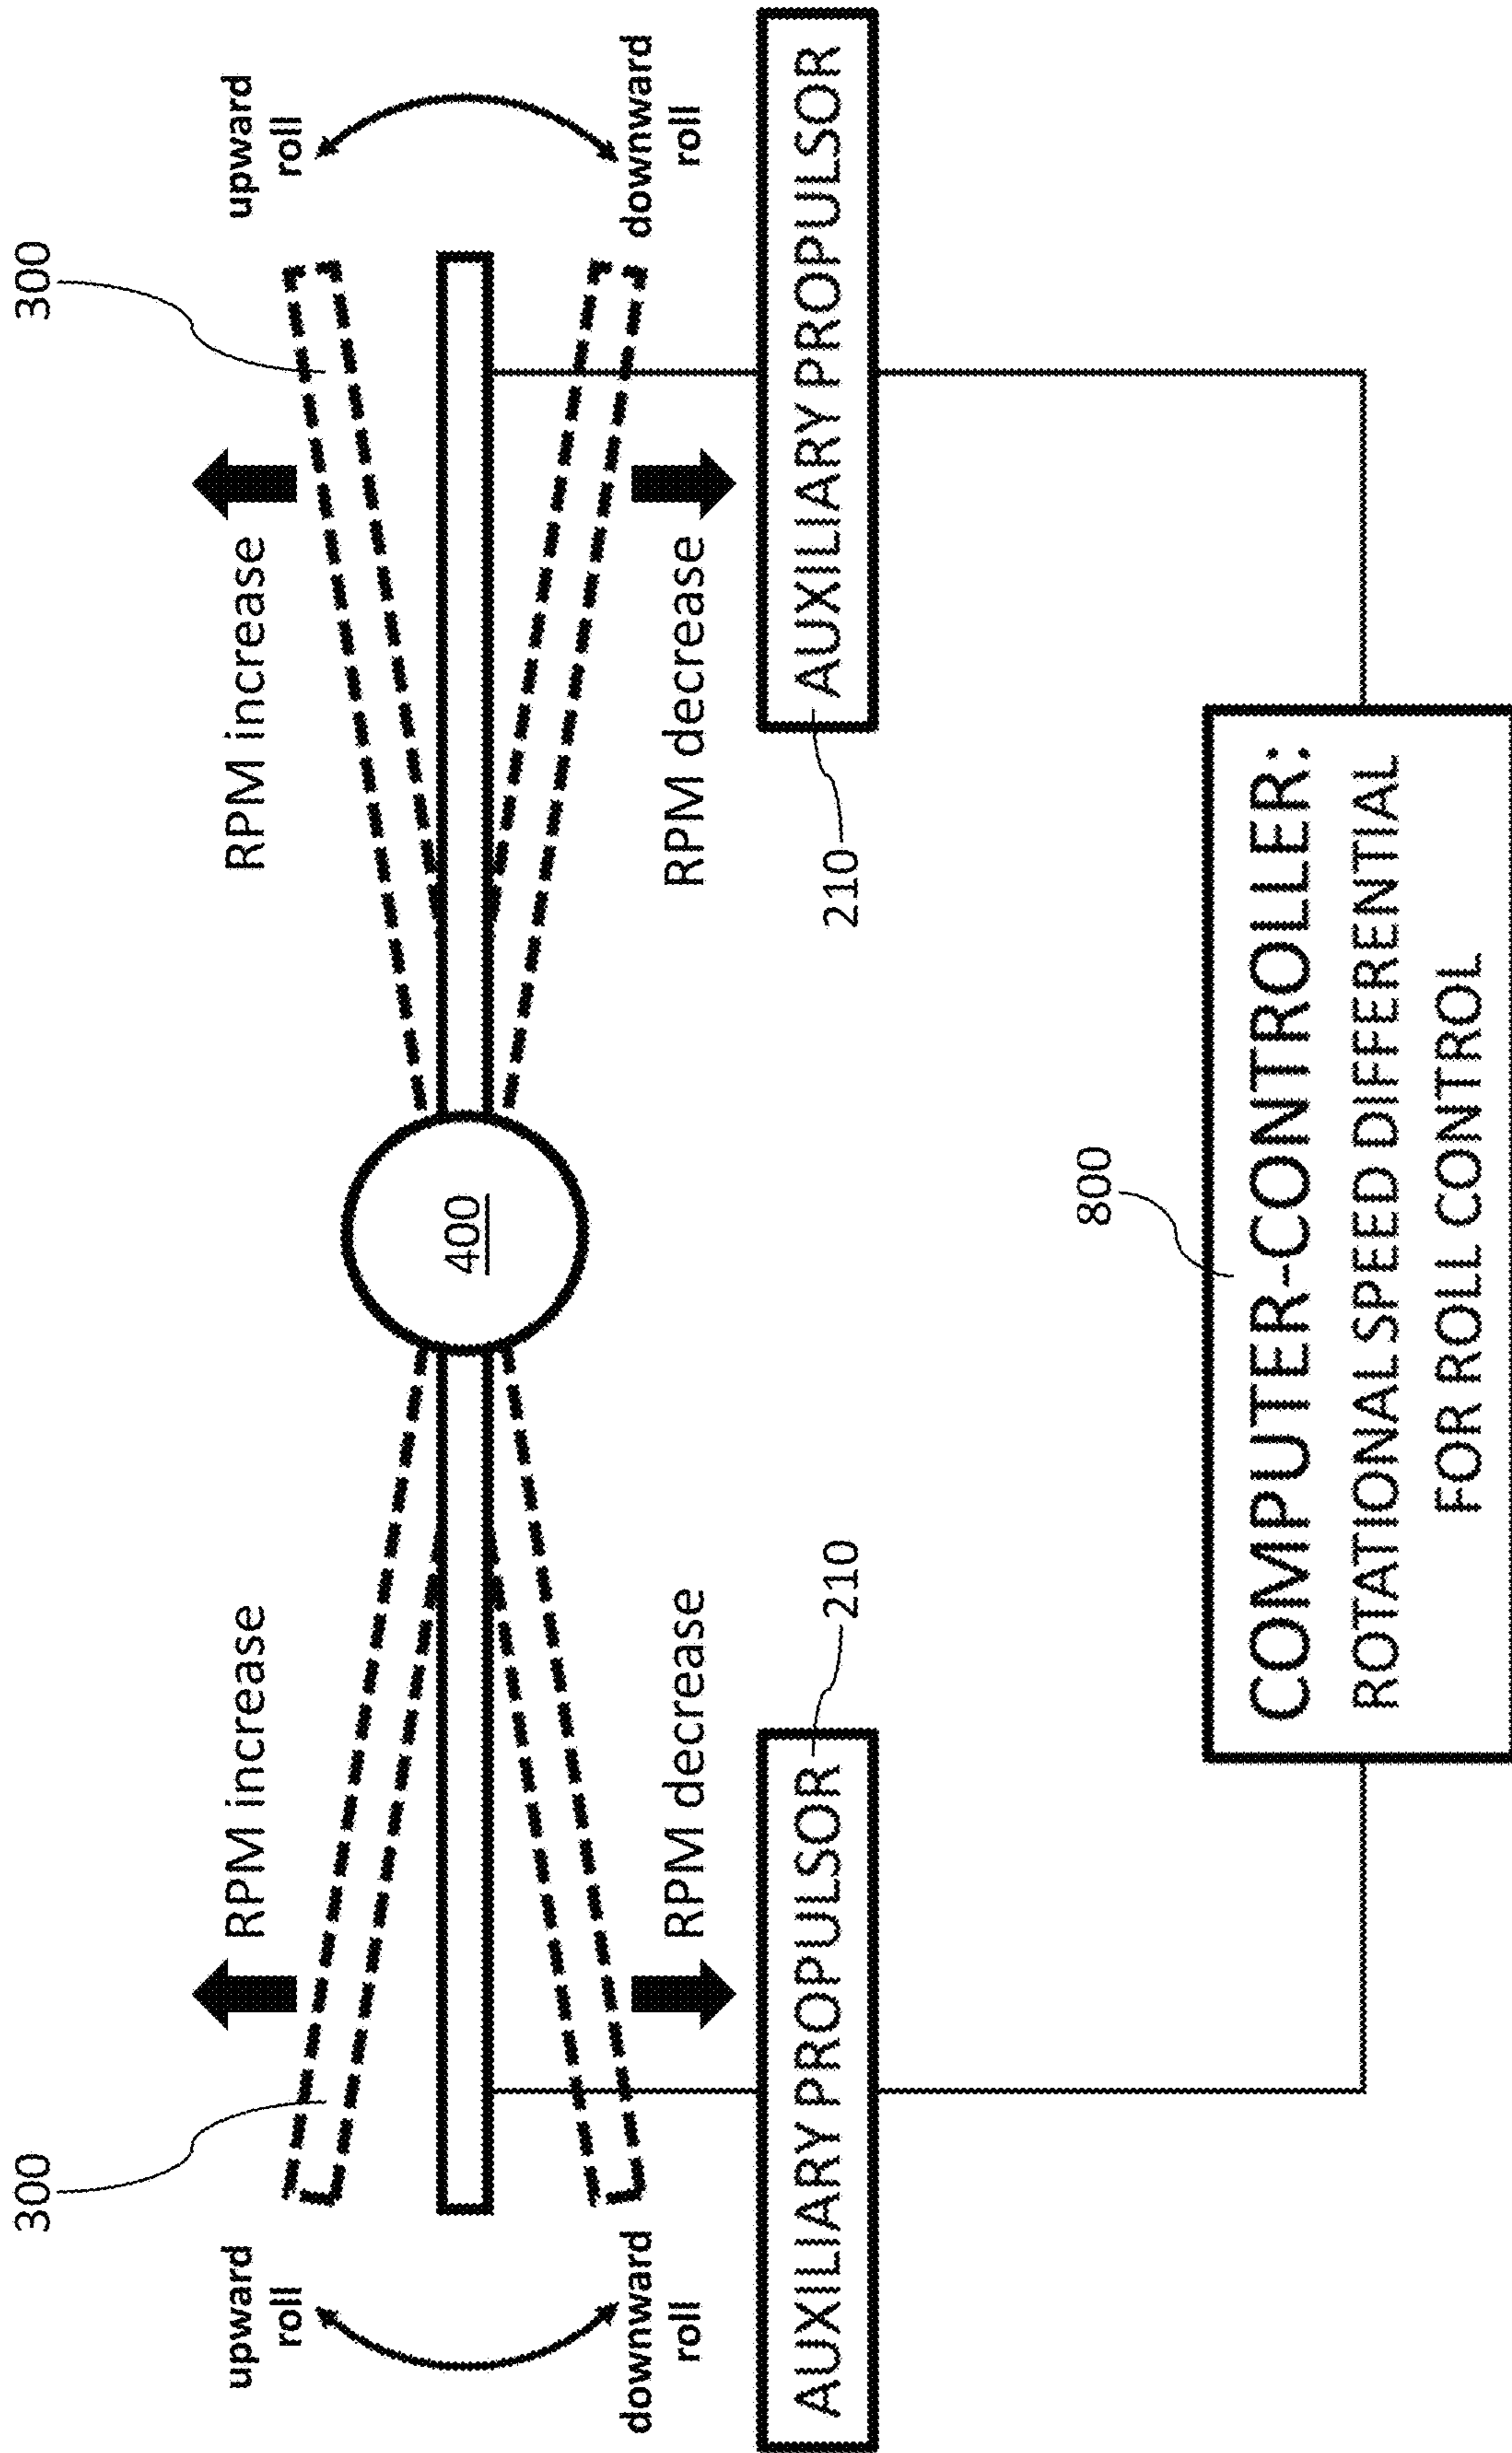 300
300
upward
roll
RPM increase
RPM increase
upward
roll
400
downward
roll
RPM decrease
RPM decrease
downward
roll
AUXILIARY PROPULSOR
210
210
AUXILIARY PROPULSOR
800
COMPUTER-CONTROLLER:
ROTATIONAL SPEED DIFFERENTIAL
FOR ROLL CONTROL